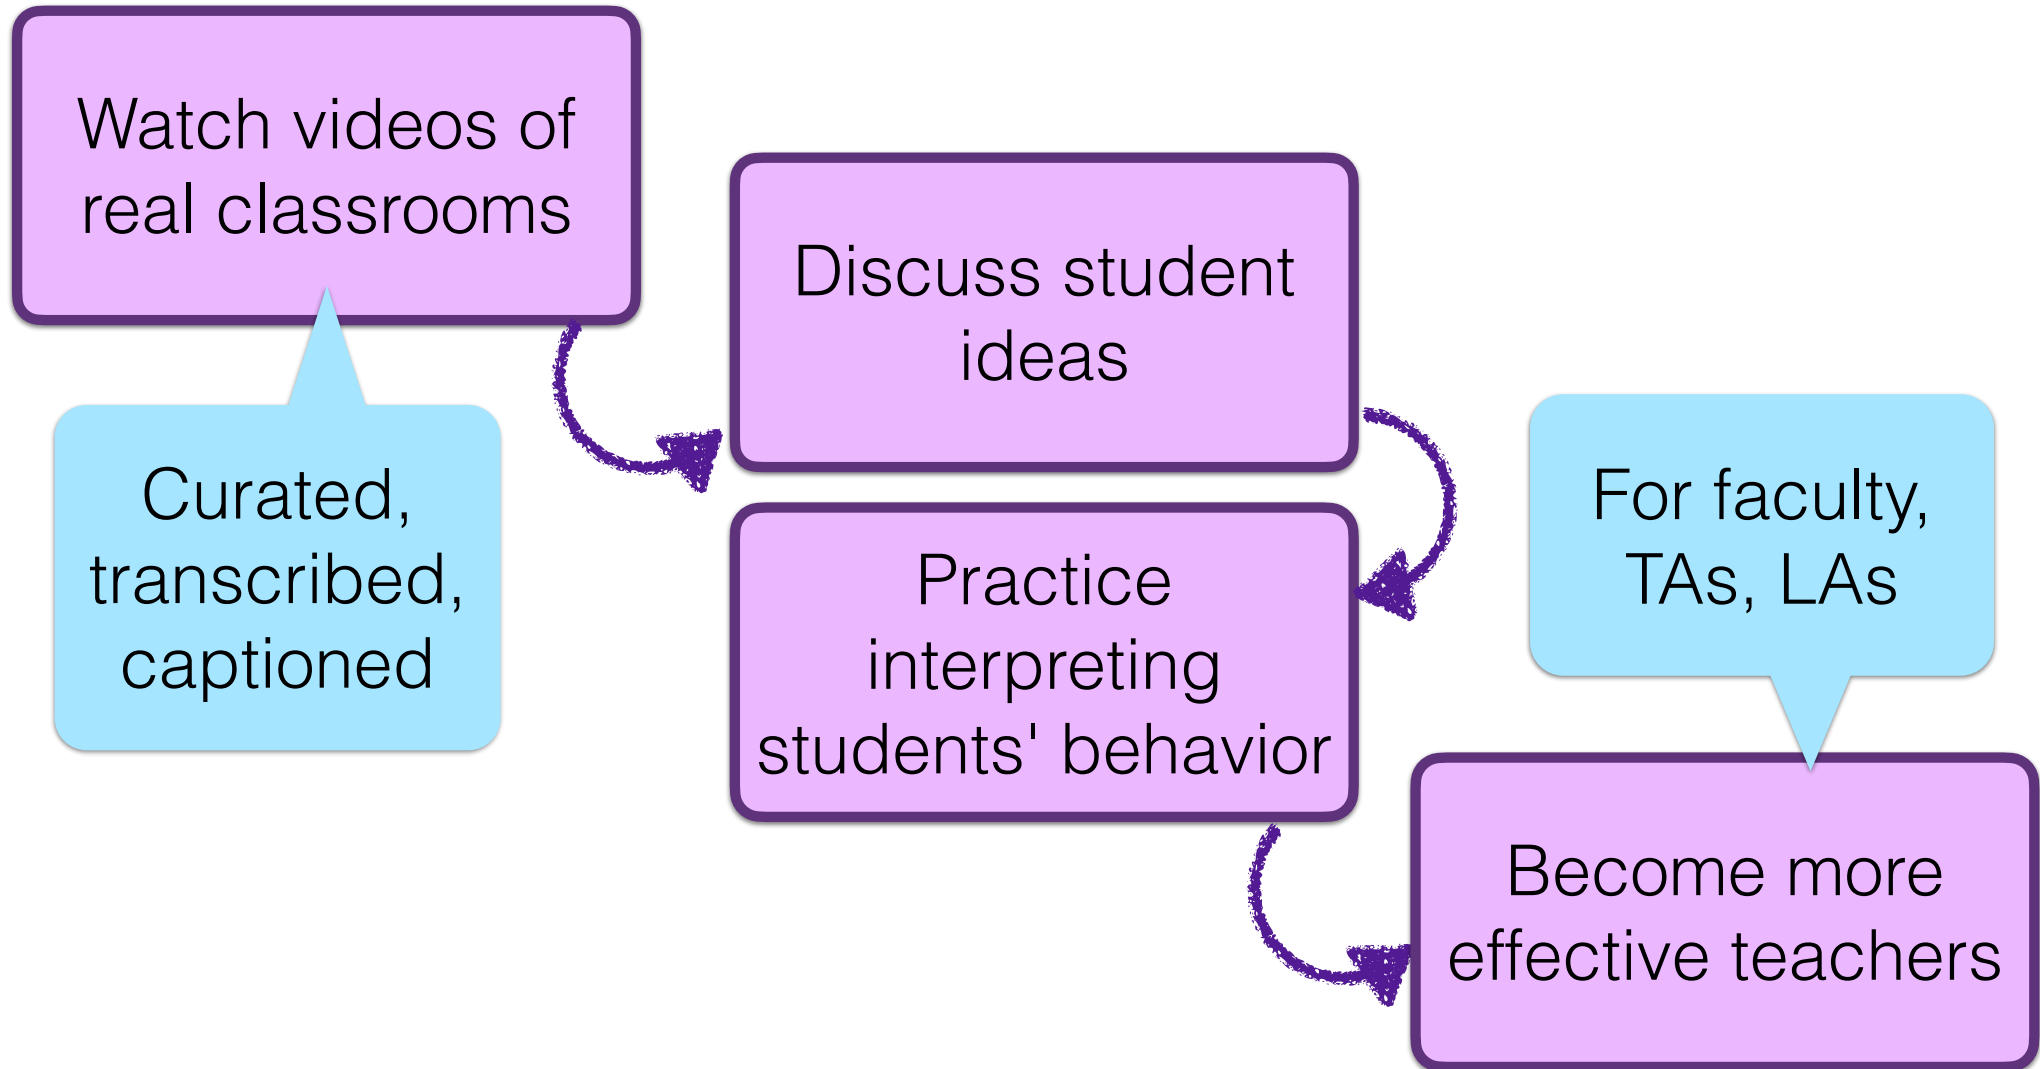 Watch videos of
real classrooms
Discuss student
ideas
Curated,
transcribed,
captioned
Practice
interpreting
students' behavior
For faculty,
TAs, LAs
Become more
effective teachers